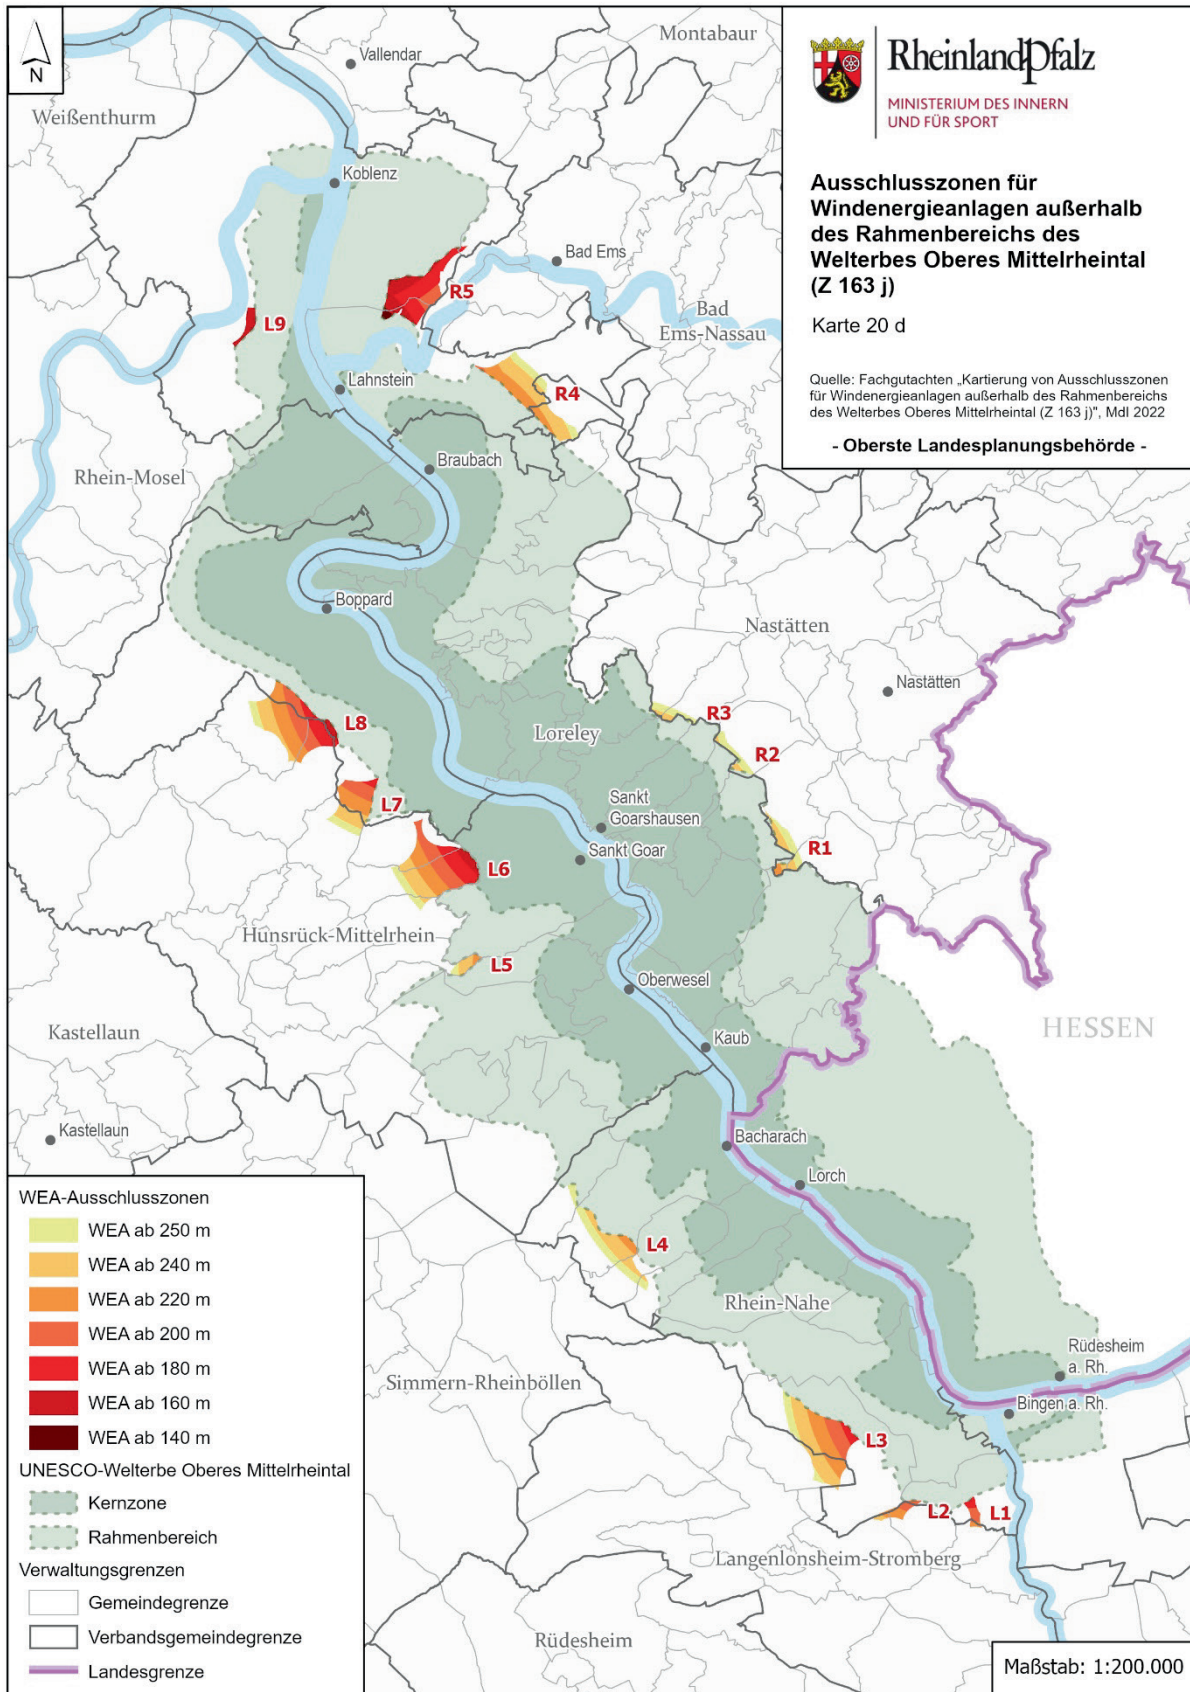 N
Vallendar
Montabaur
Weißenthurm
Koblenz
Bad Ems
R5
Bad
Ems-Nassau
L9
Lahnstein
R4
Braubach
Rhein-Mosel
Boppard
Nastätten
Nastätten
R3
L8
Loreley
R2
L7
Sankt
Goarshausen
R1
Sankt Goar
L6
Hunsrück-Mittelrhein
L5
Oberwesel
Kastellaun
HESSEN
Kaub
Kastellaun
Bacharach
Lorch
L4
Rhein-Nahe
Rüdesheim
a. Rh.
Simmern-Rheinböllen
Bingen a. Rh.
L3
L2
L1
Langenlonsheim-Stromberg
Rüdesheim
RheinlandPfalz
MINISTERIUM DES INNERN
UND FÜR SPORT
Ausschlusszonen für
Windenergieanlagen außerhalb
des Rahmenbereichs des
Welterbes Oberes Mittelrheintal
(Z 163 j)
Karte 20 d
Quelle: Fachgutachten „Kartierung von Ausschlusszonen
für Windenergieanlagen außerhalb des Rahmenbereichs
des Welterbes Oberes Mittelrheintal (Z 163 j)", MdI 2022
- Oberste Landesplanungsbehörde -
WEA-Ausschlusszonen
WEA ab 250 m
WEA ab 240 m
WEA ab 220 m
WEA ab 200 m
WEA ab 180 m
WEA ab 160 m
WEA ab 140 m
UNESCO-Welterbe Oberes Mittelrheintal
Kernzone
Rahmenbereich
Verwaltungsgrenzen
Gemeindegrenze
Verbandsgemeindegrenze
Landesgrenze
Maßstab: 1:200.000